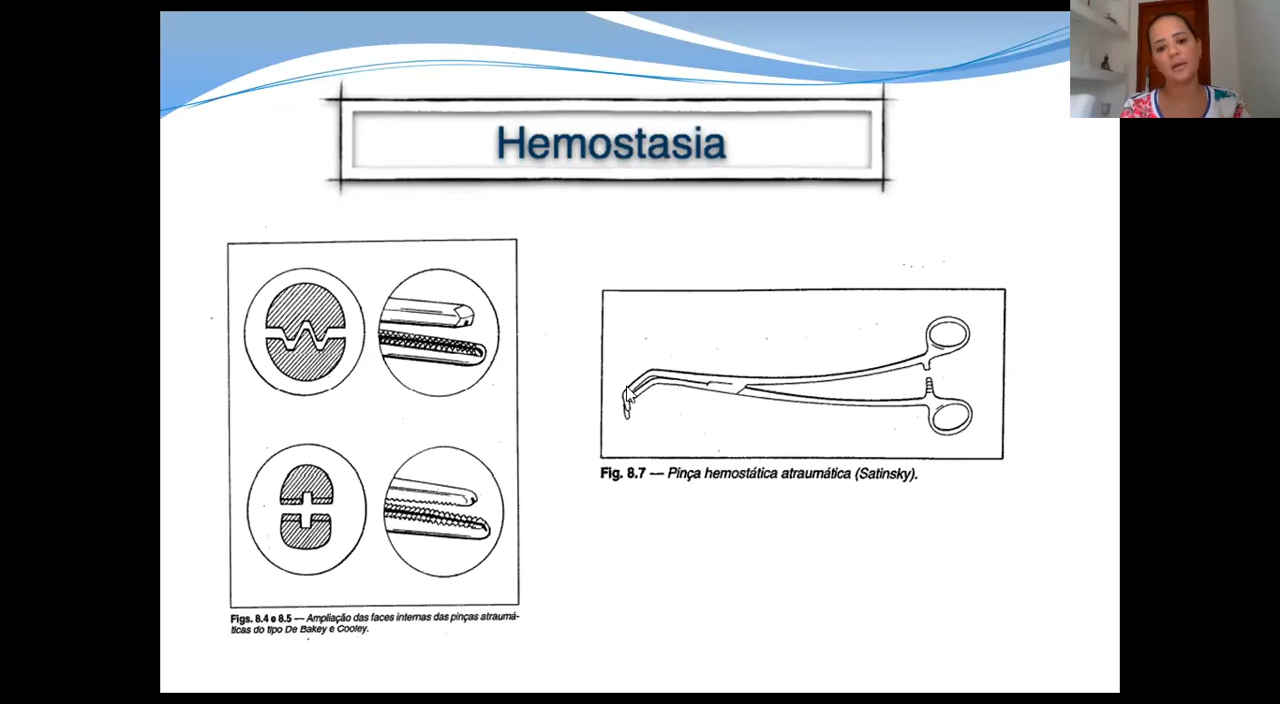 Hemostasia
Fig. 8.7 — Pinça hemostática atraumática (Satinsky).
Figs. 8.4 e 8.5 — Ampliação das faces internas das pinças atraumá-
ticas do tipo De Bakey e Cooley.